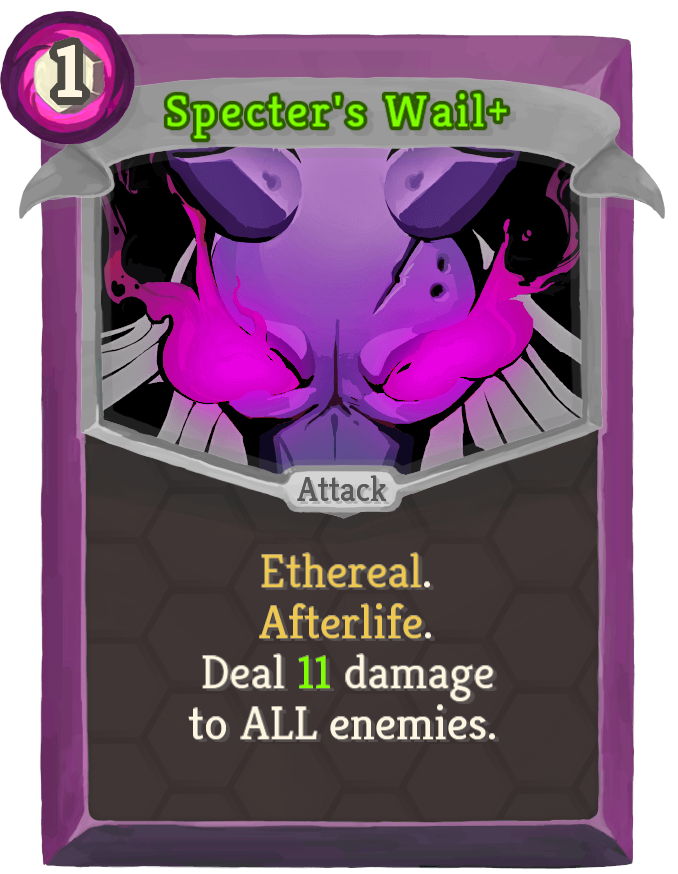 1
Specter's Wail+
Attack
Ethereal.
Afterlife.
Deal 11 damage
to ALL enemies.